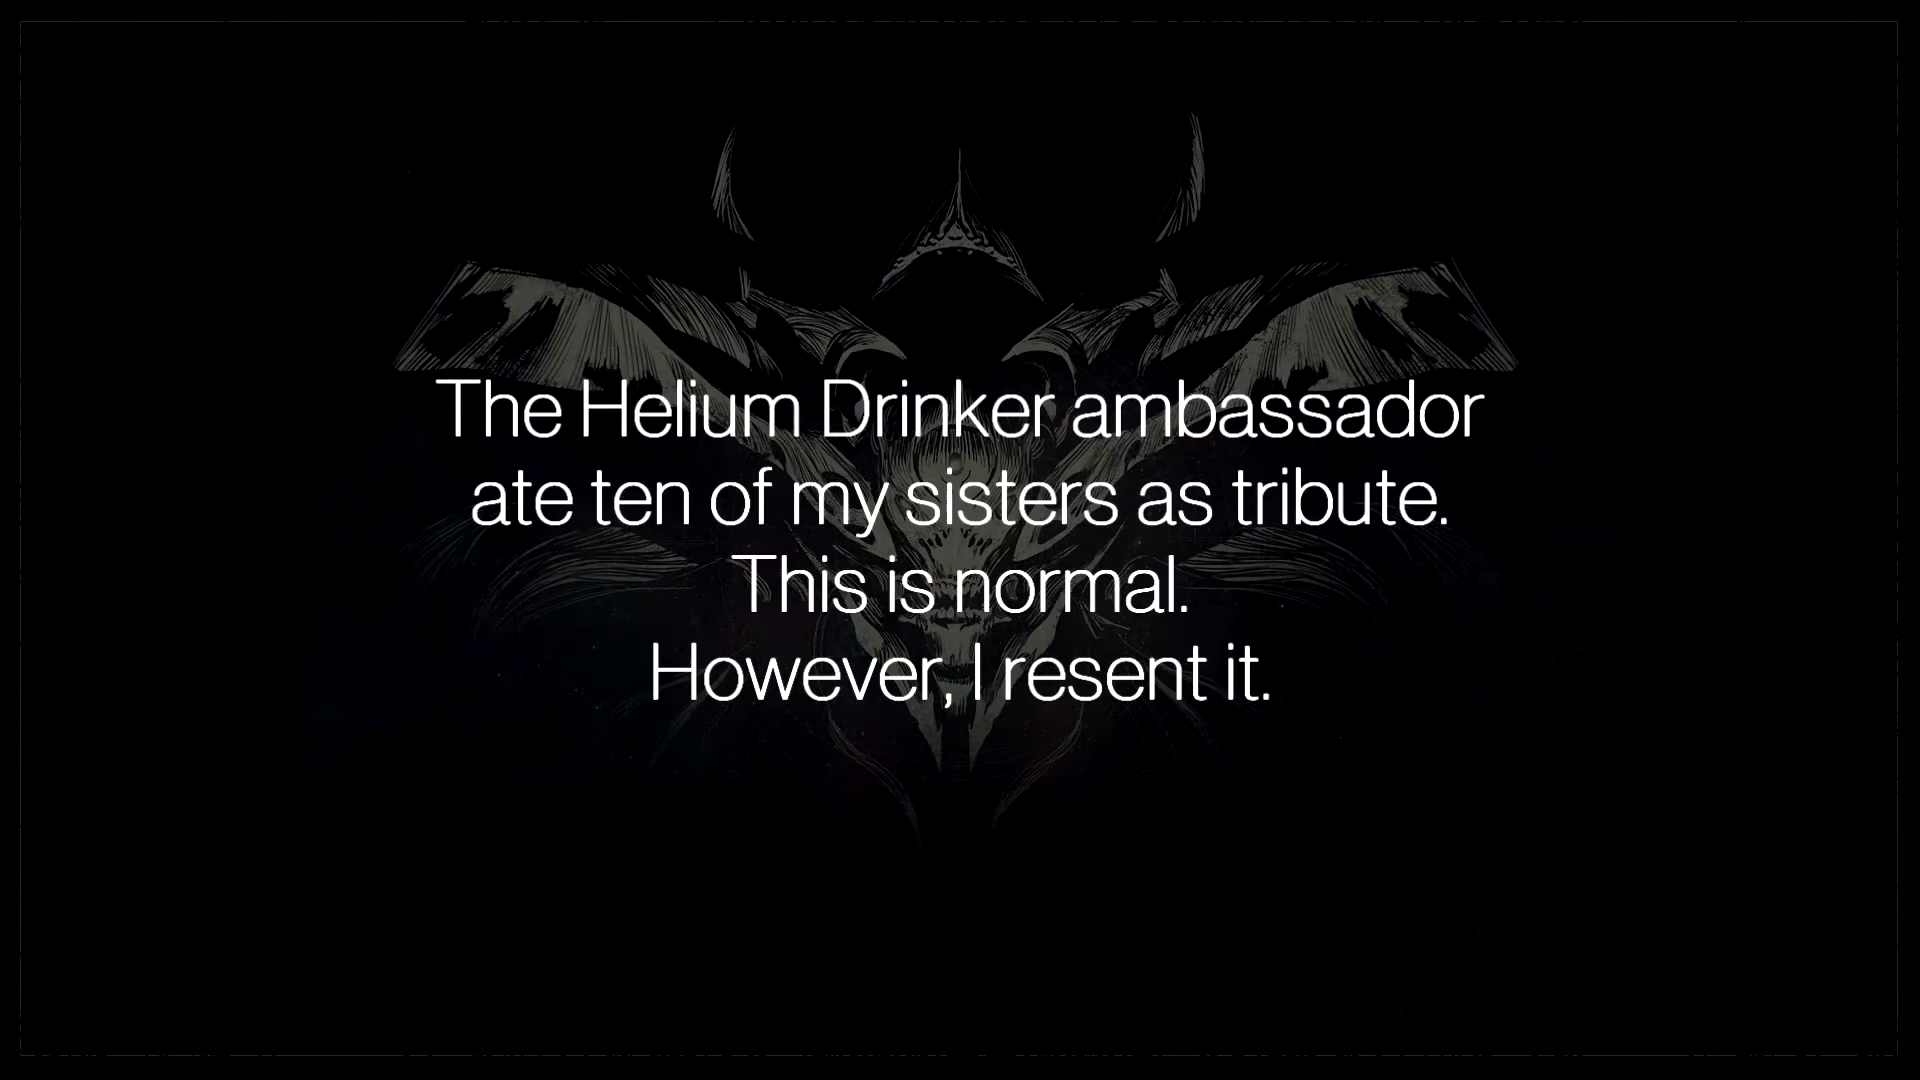 The Helium Drinker ambassador
ate ten of my sisters as tribute.
This is normal.
However, I resent it.